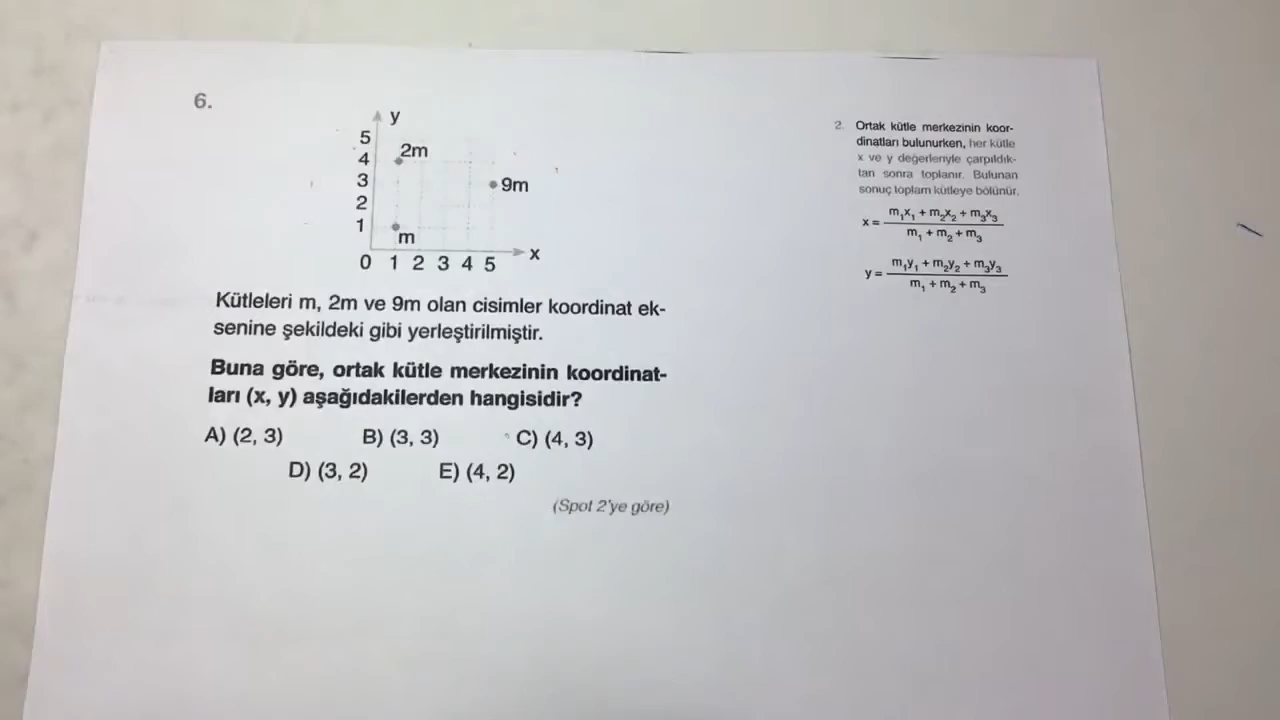 6.
y
5
4
3
2
1
2m
9m
m
x
0 1 2 3 4 5
Kütleleri m, 2m ve 9m olan cisimler koordinat ek-
senine şekildeki gibi yerleştirilmiştir.
Buna göre, ortak kütle merkezinin koordinat-
ları (x, y) aşağıdakilerden hangisidir?
A) (2, 3) B) (3, 3) C) (4, 3)
D) (3, 2) E) (4, 2)
(Spot 2'ye göre)
2. Ortak kütle merkezinin koor-
dinatları bulunurken, her kütle
x ve y değerleriyle çarpıldık-
tan sonra toplanır. Bulunan
sonuç toplam kütleye bölünür.
x = m₁x₁ + m₂x₂ + m₃x₃
m₁ + m₂ + m₃
y = m₁y₁ + m₂y₂ + m₃y₃
m₁ + m₂ + m₃